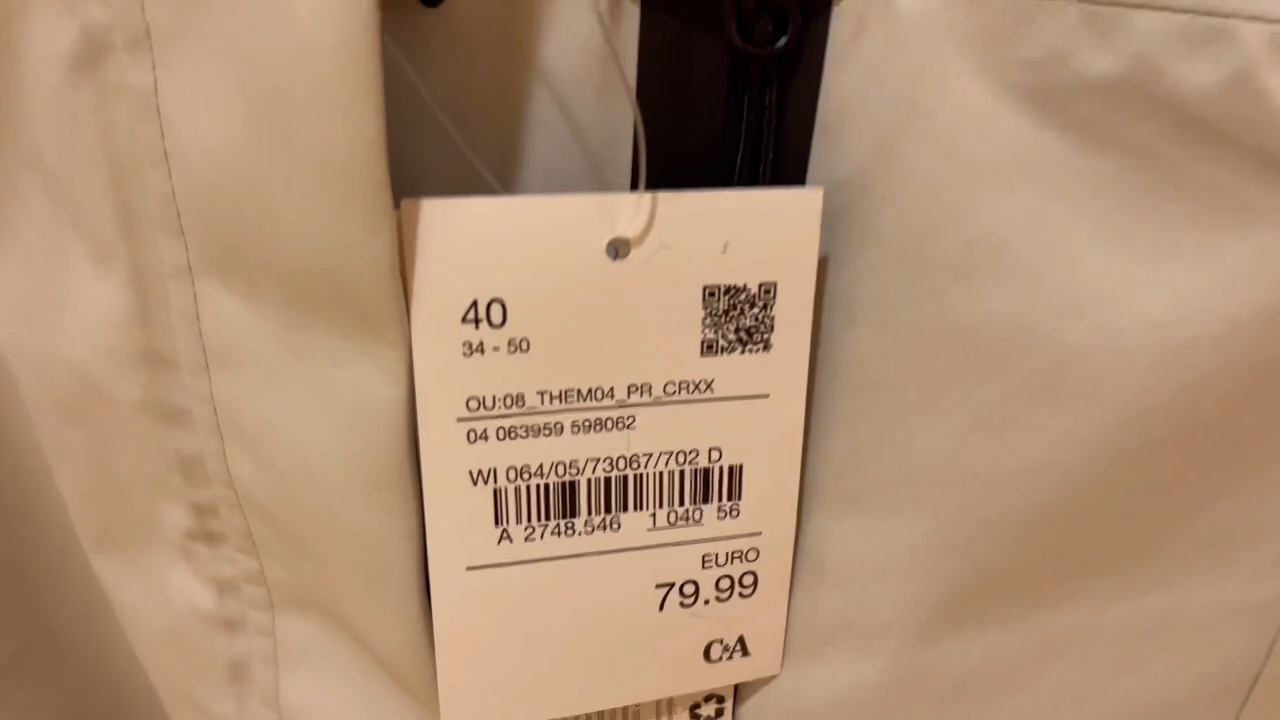 40
34 - 50
OU:08_THEM04_PR_CRXX
04 063959 598062
WI 064/05/73067/702 D
A 2748.546 1 040 56
EURO
79.99
C&A